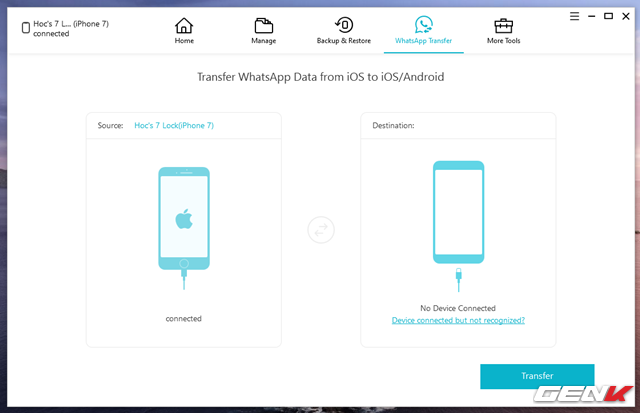 Hoc's 7 L... (iPhone 7)
connected
Home
Manage
Backup & Restore
WhatsApp Transfer
More Tools
Transfer WhatsApp Data from iOS to iOS/Android
Source: Hoc's 7 Lock(iPhone 7)
Destination:
connected
No Device Connected
Device connected but not recognized?
Transfer
GENK